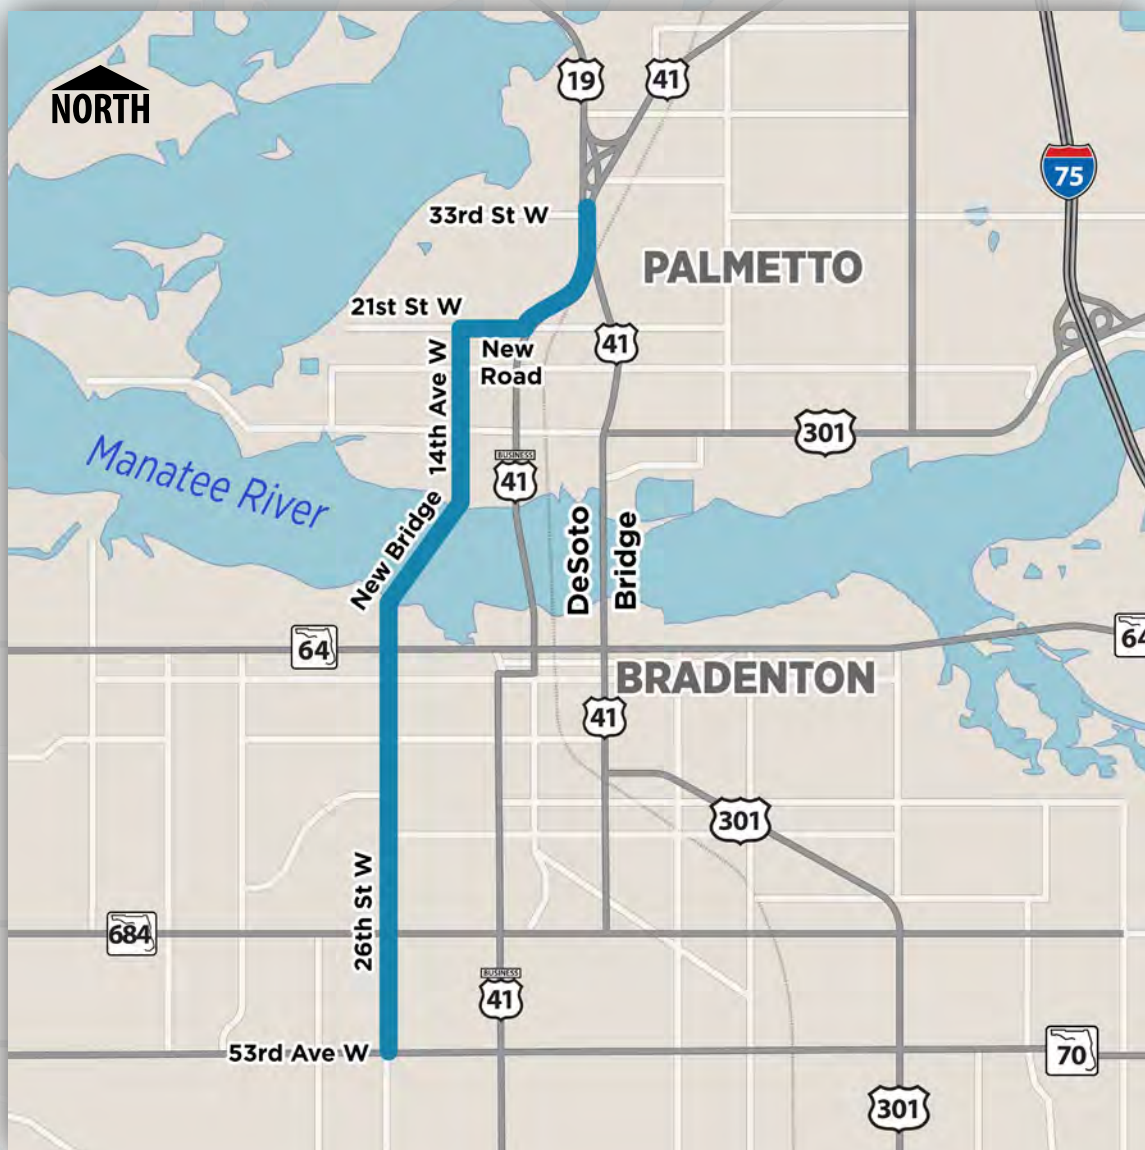 NORTH
19
41
75
33rd St W
PALMETTO
21st St W
41
New
Road
14th Ave W
301
Manatee River
BUSINESS
41
New Bridge
DeSoto
Bridge
64
64
BRADENTON
41
301
26th St W
684
BUSINESS
41
53rd Ave W
70
301